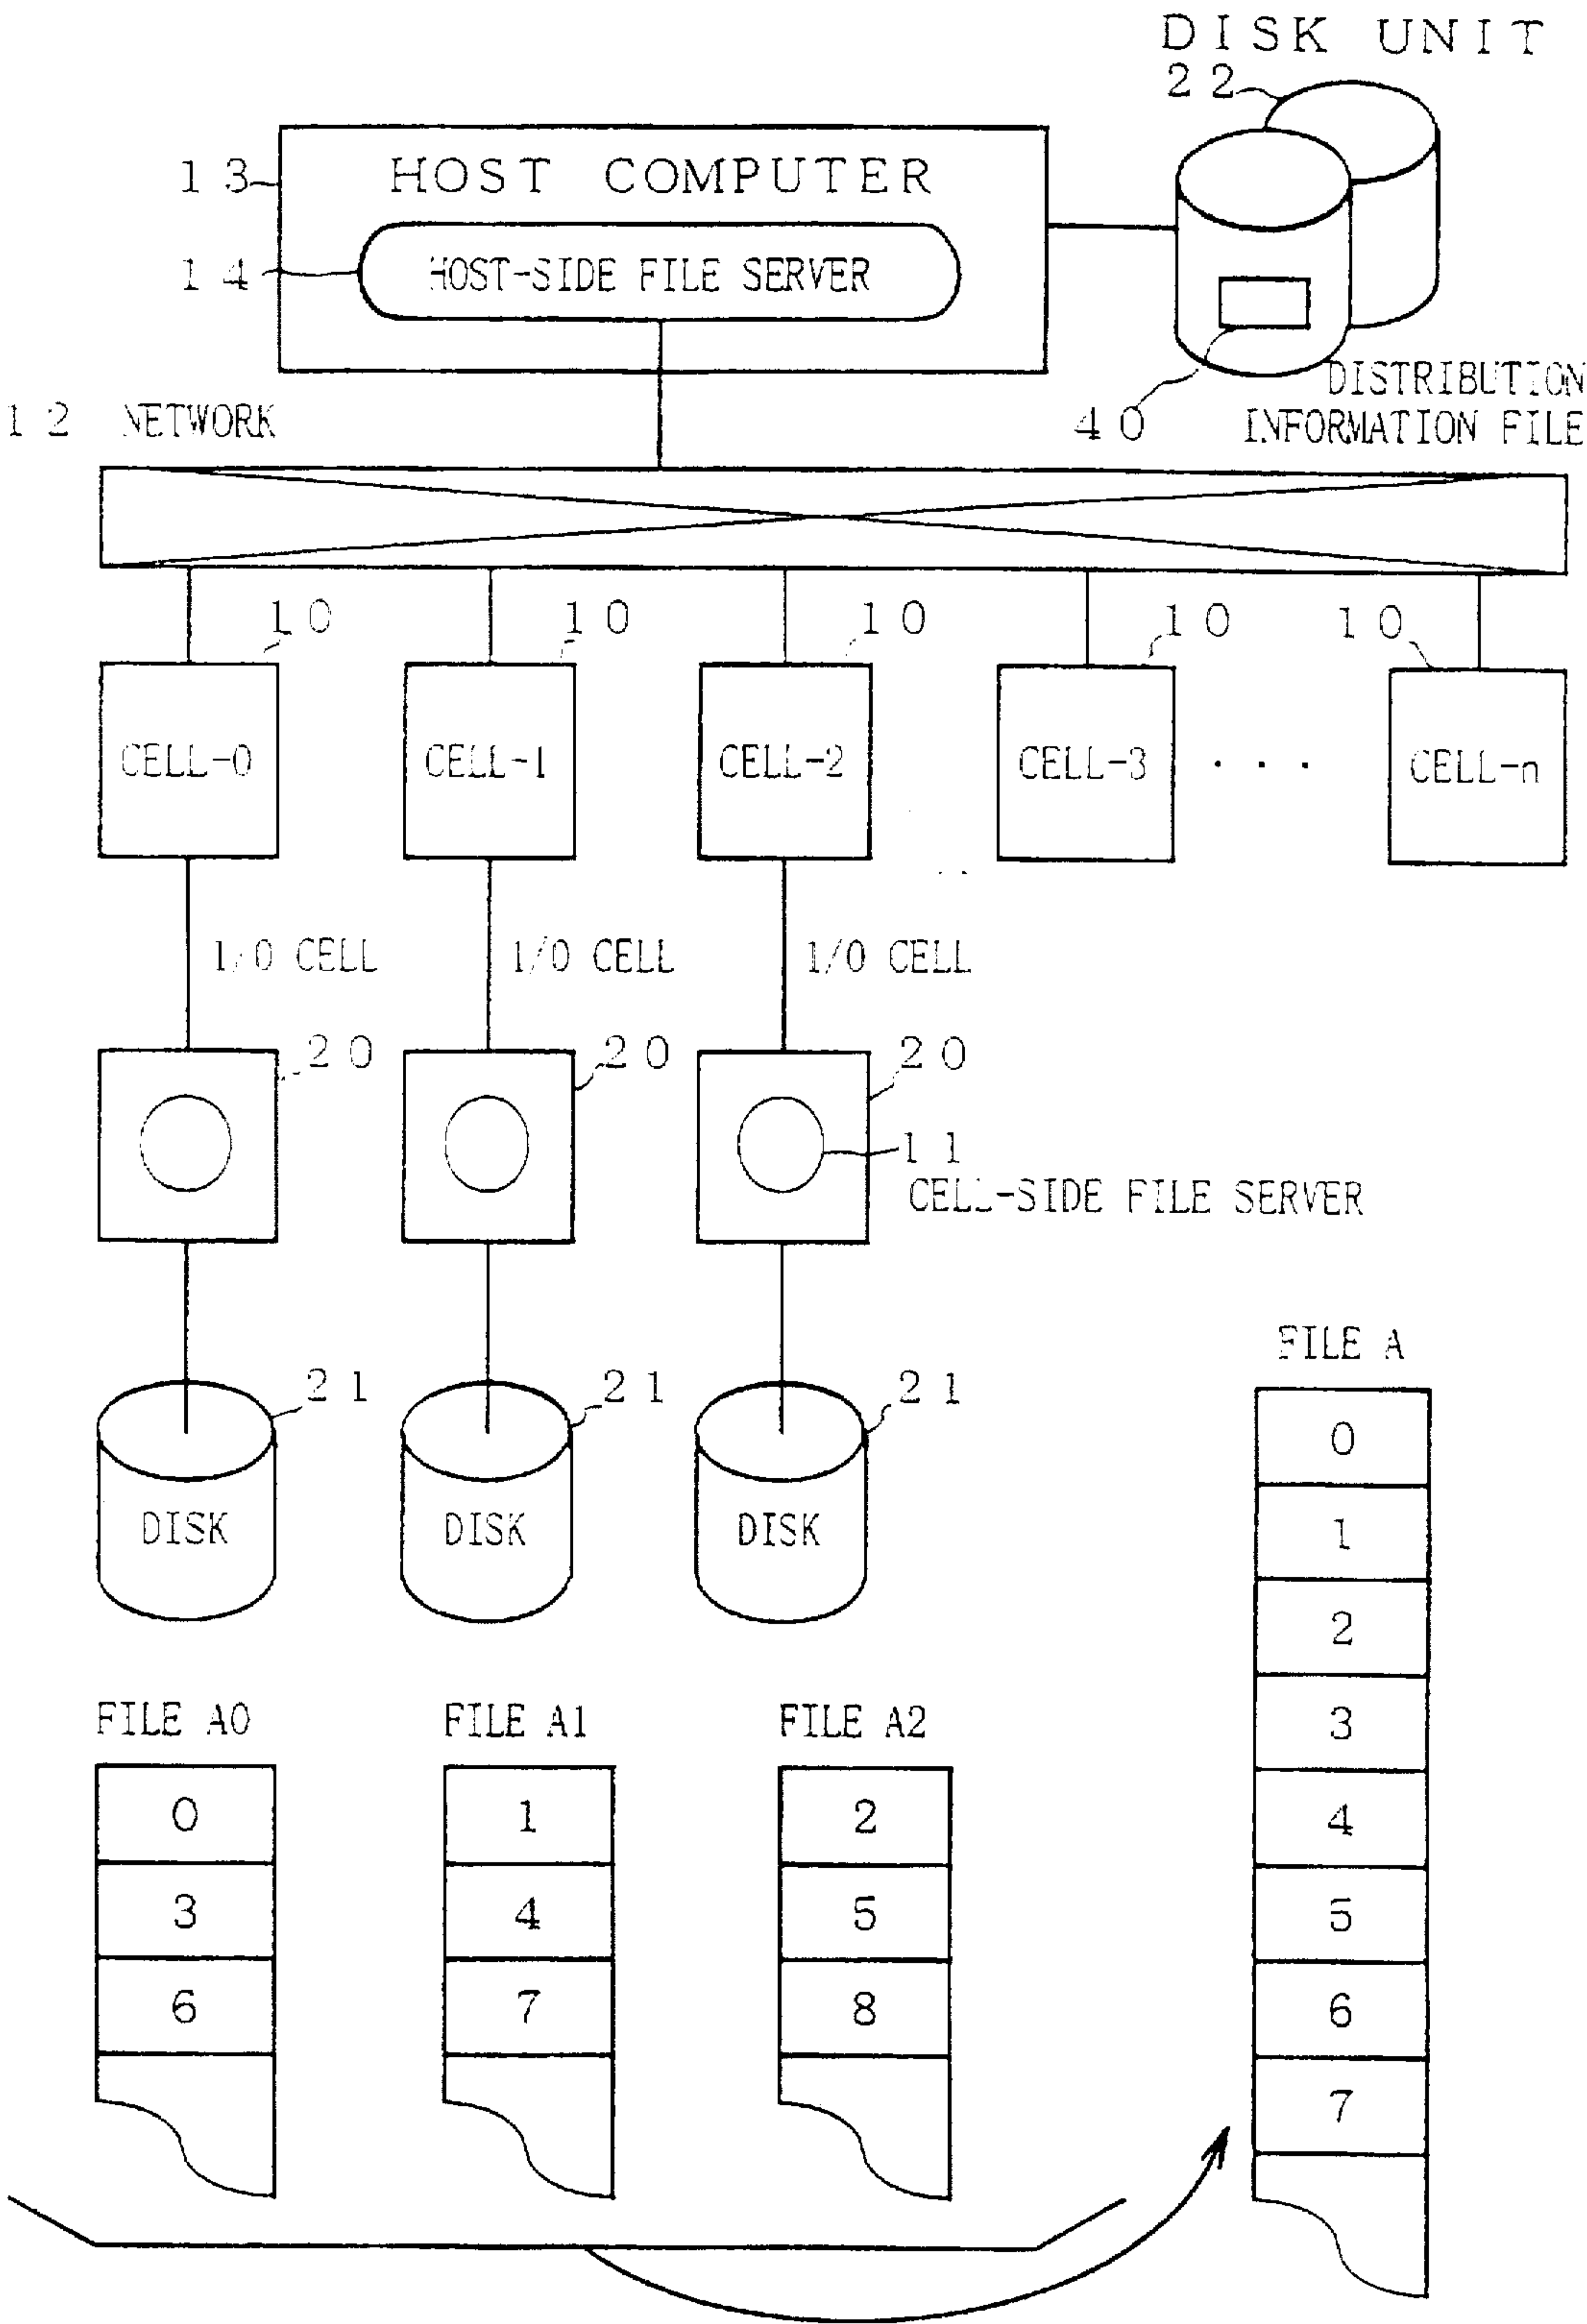 DISK UNIT
22
13
HOST COMPUTER
14
HOST-SIDE FILE SERVER
DISTRIBUTION
INFORMATION FILE
40
12 NETWORK
10 10 10 10 10
CELL-0 CELL-1 CELL-2 CELL-3 ... CELL-n
I/O CELL I/O CELL I/O CELL
20 20 20
11
CELL-SIDE FILE SERVER
21 21 21
DISK DISK DISK
FILE A0
0
3
6
FILE A1
1
4
7
FILE A2
2
5
8
FILE A
0
1
2
3
4
5
6
7